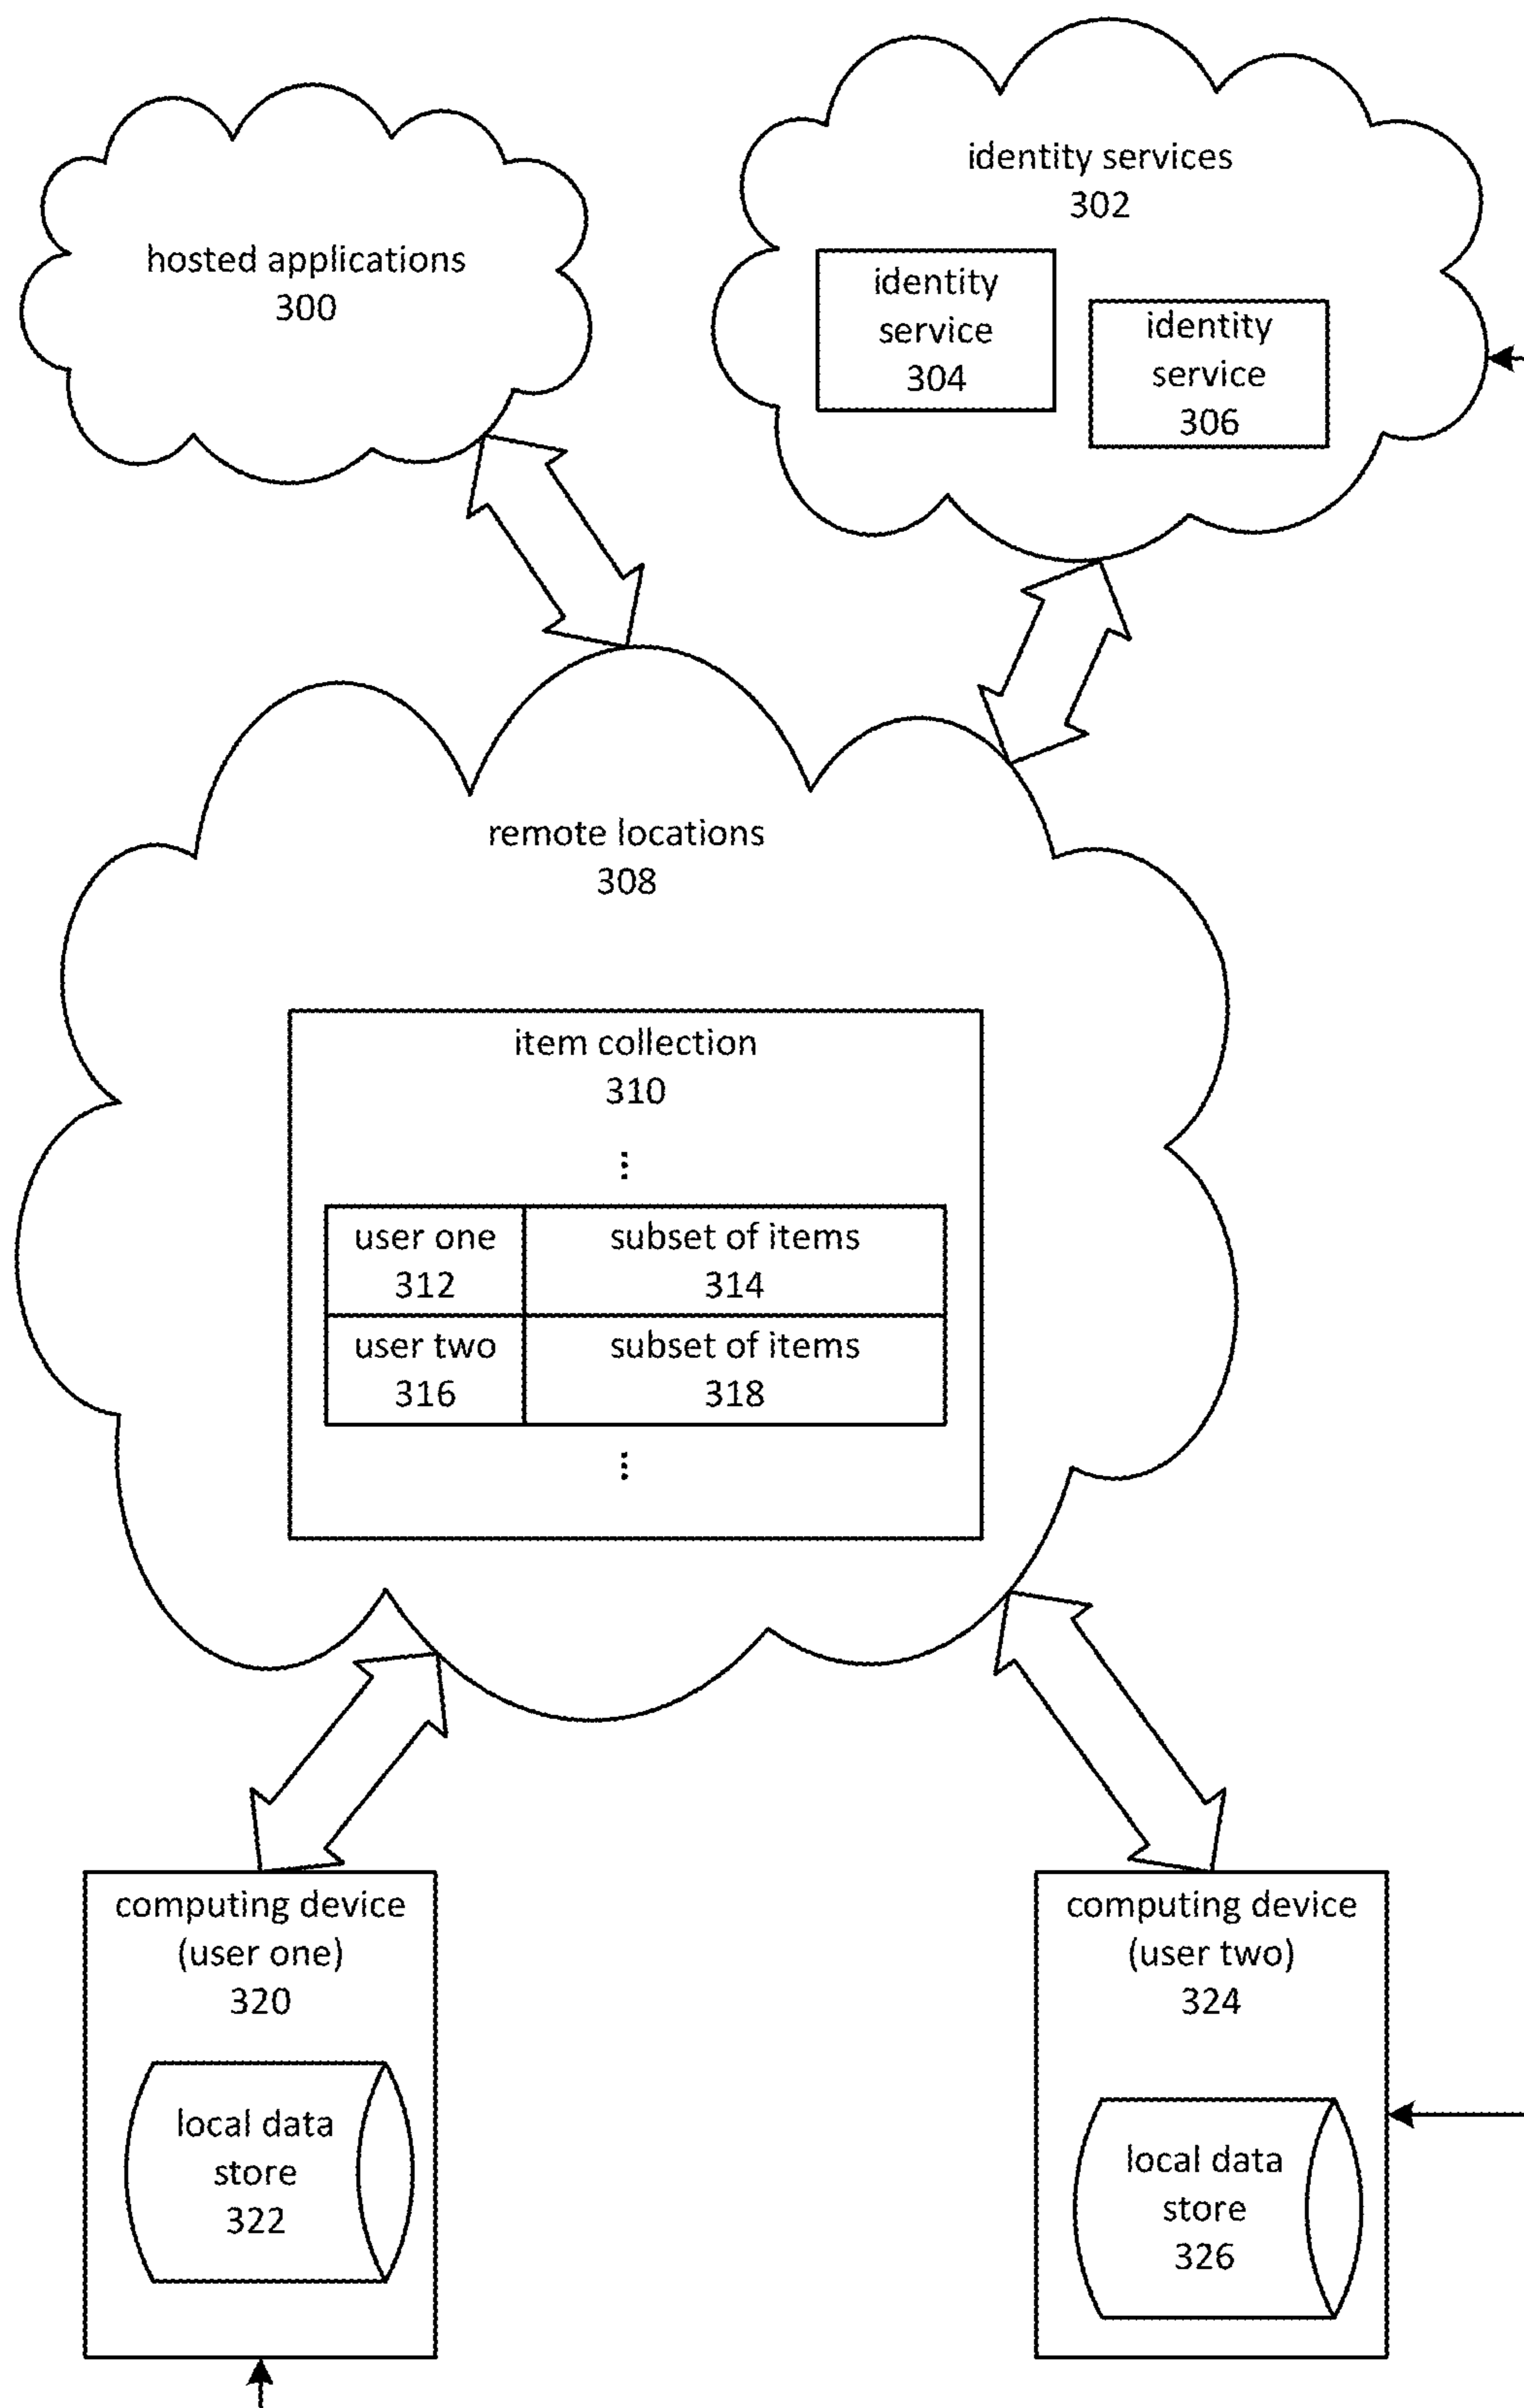 hosted applications
300
identity services
302
identity
service
304
identity
service
306
remote locations
308
item collection
310
...
user one
312
subset of items
314
user two
316
subset of items
318
...
computing device
(user one)
320
local data
store
322
computing device
(user two)
324
local data
store
326